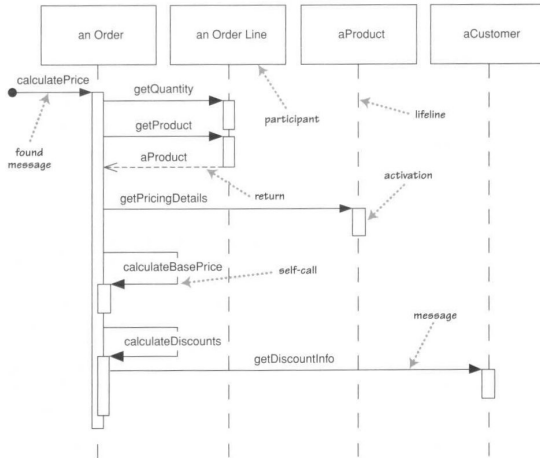 an Order
an Order Line
aProduct
aCustomer
calculatePrice
getQuantity
participant
lifeline
getProduct
found
message
aProduct
return
activation
getPricingDetails
calculateBasePrice
self-call
message
calculateDiscounts
getDiscountInfo